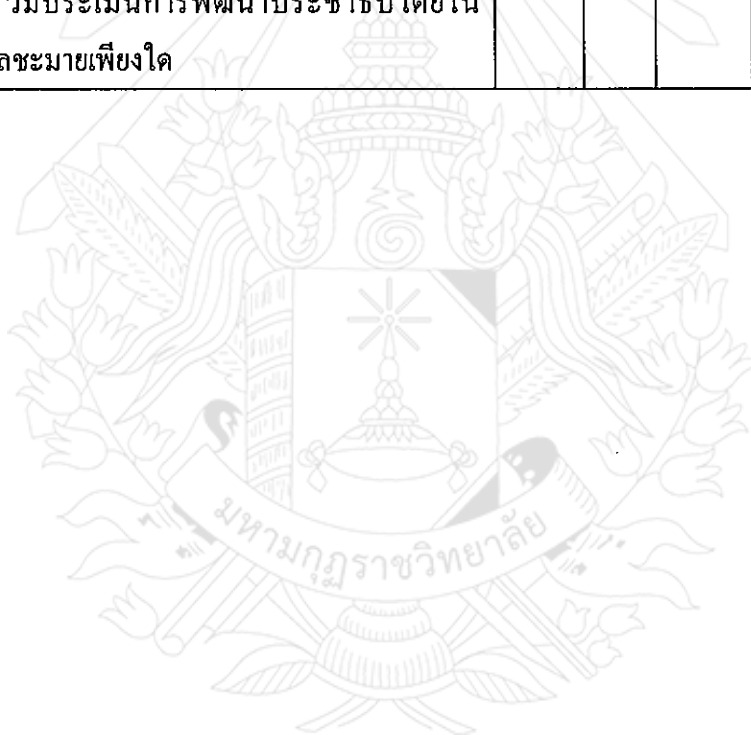 ร่วมประเมินการพัฒนาประชาธิปไตยใน
ลชะมายเพียงใด
มหามกุฏราชวิทยาลัย